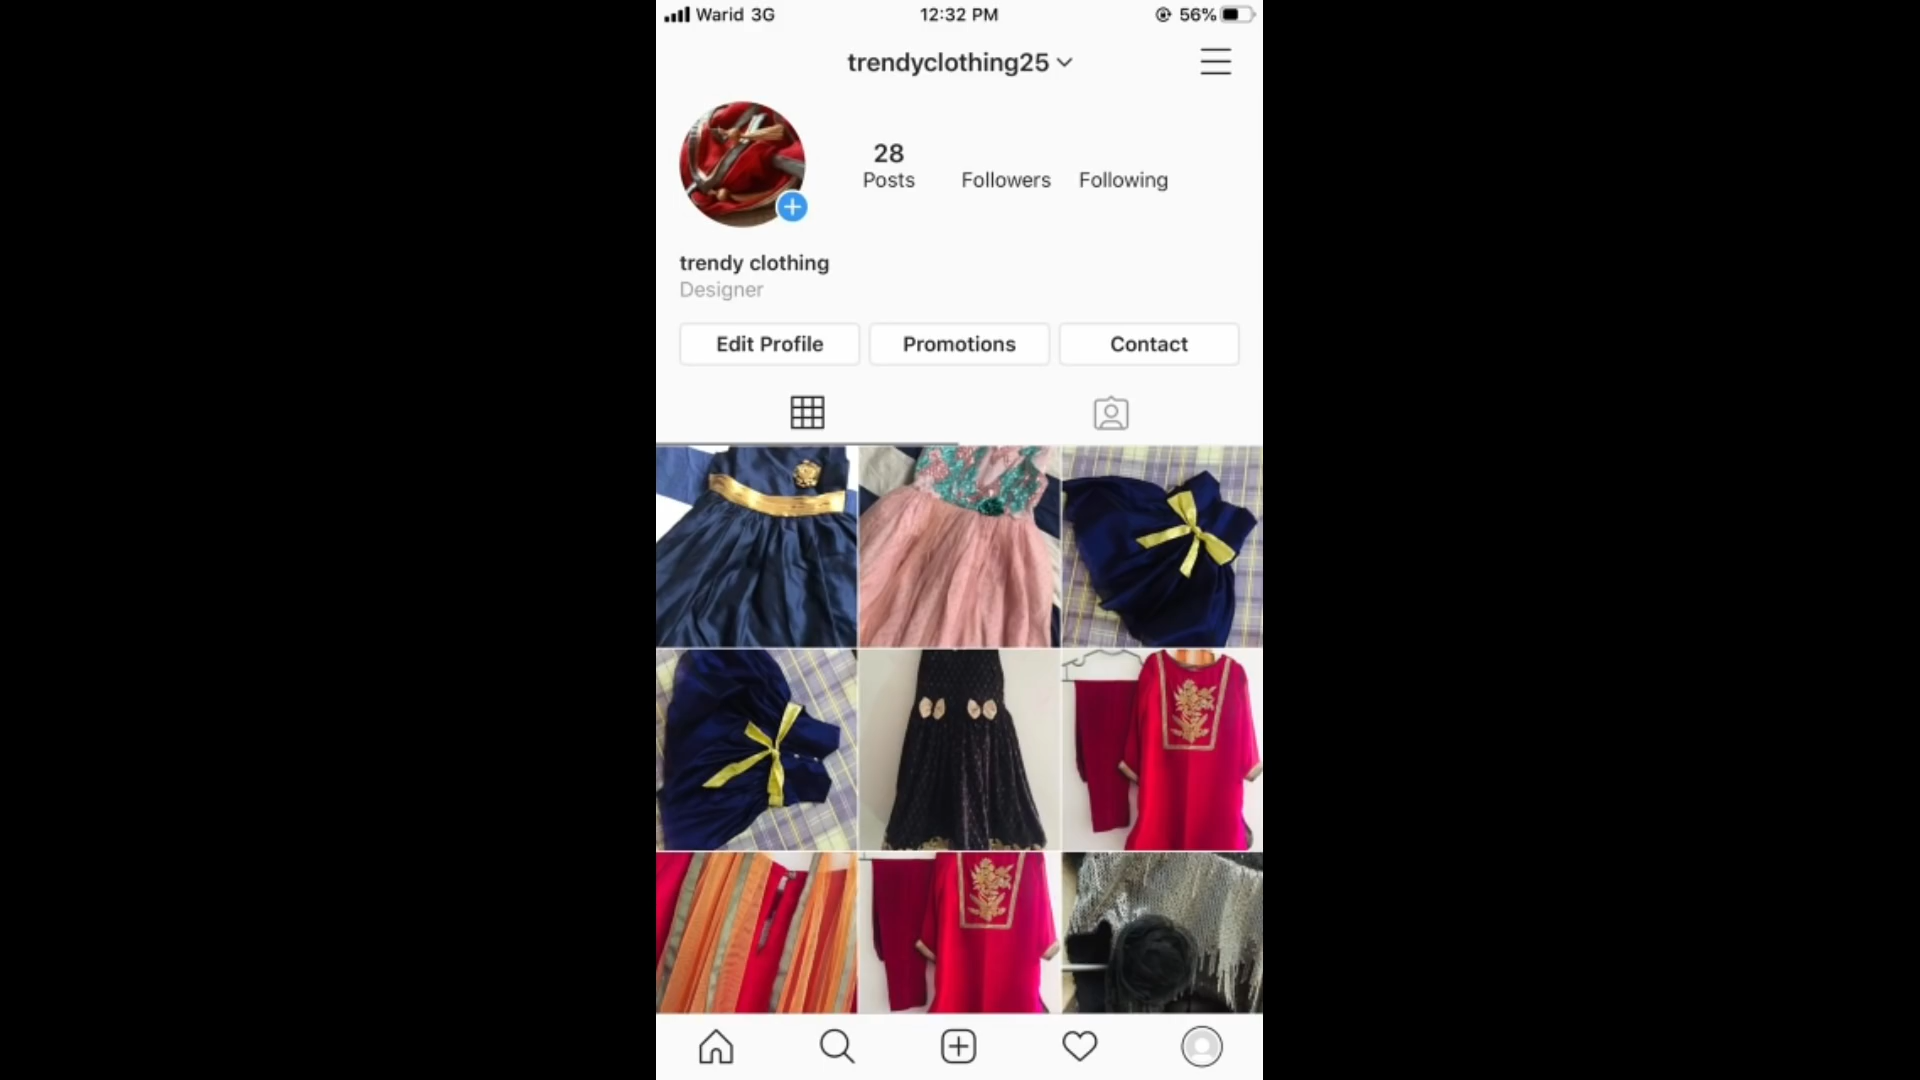 Warid 3G 12:32 PM 56%
trendyclothing25
28
Posts Followers Following
trendy clothing
Designer
Edit Profile Promotions Contact